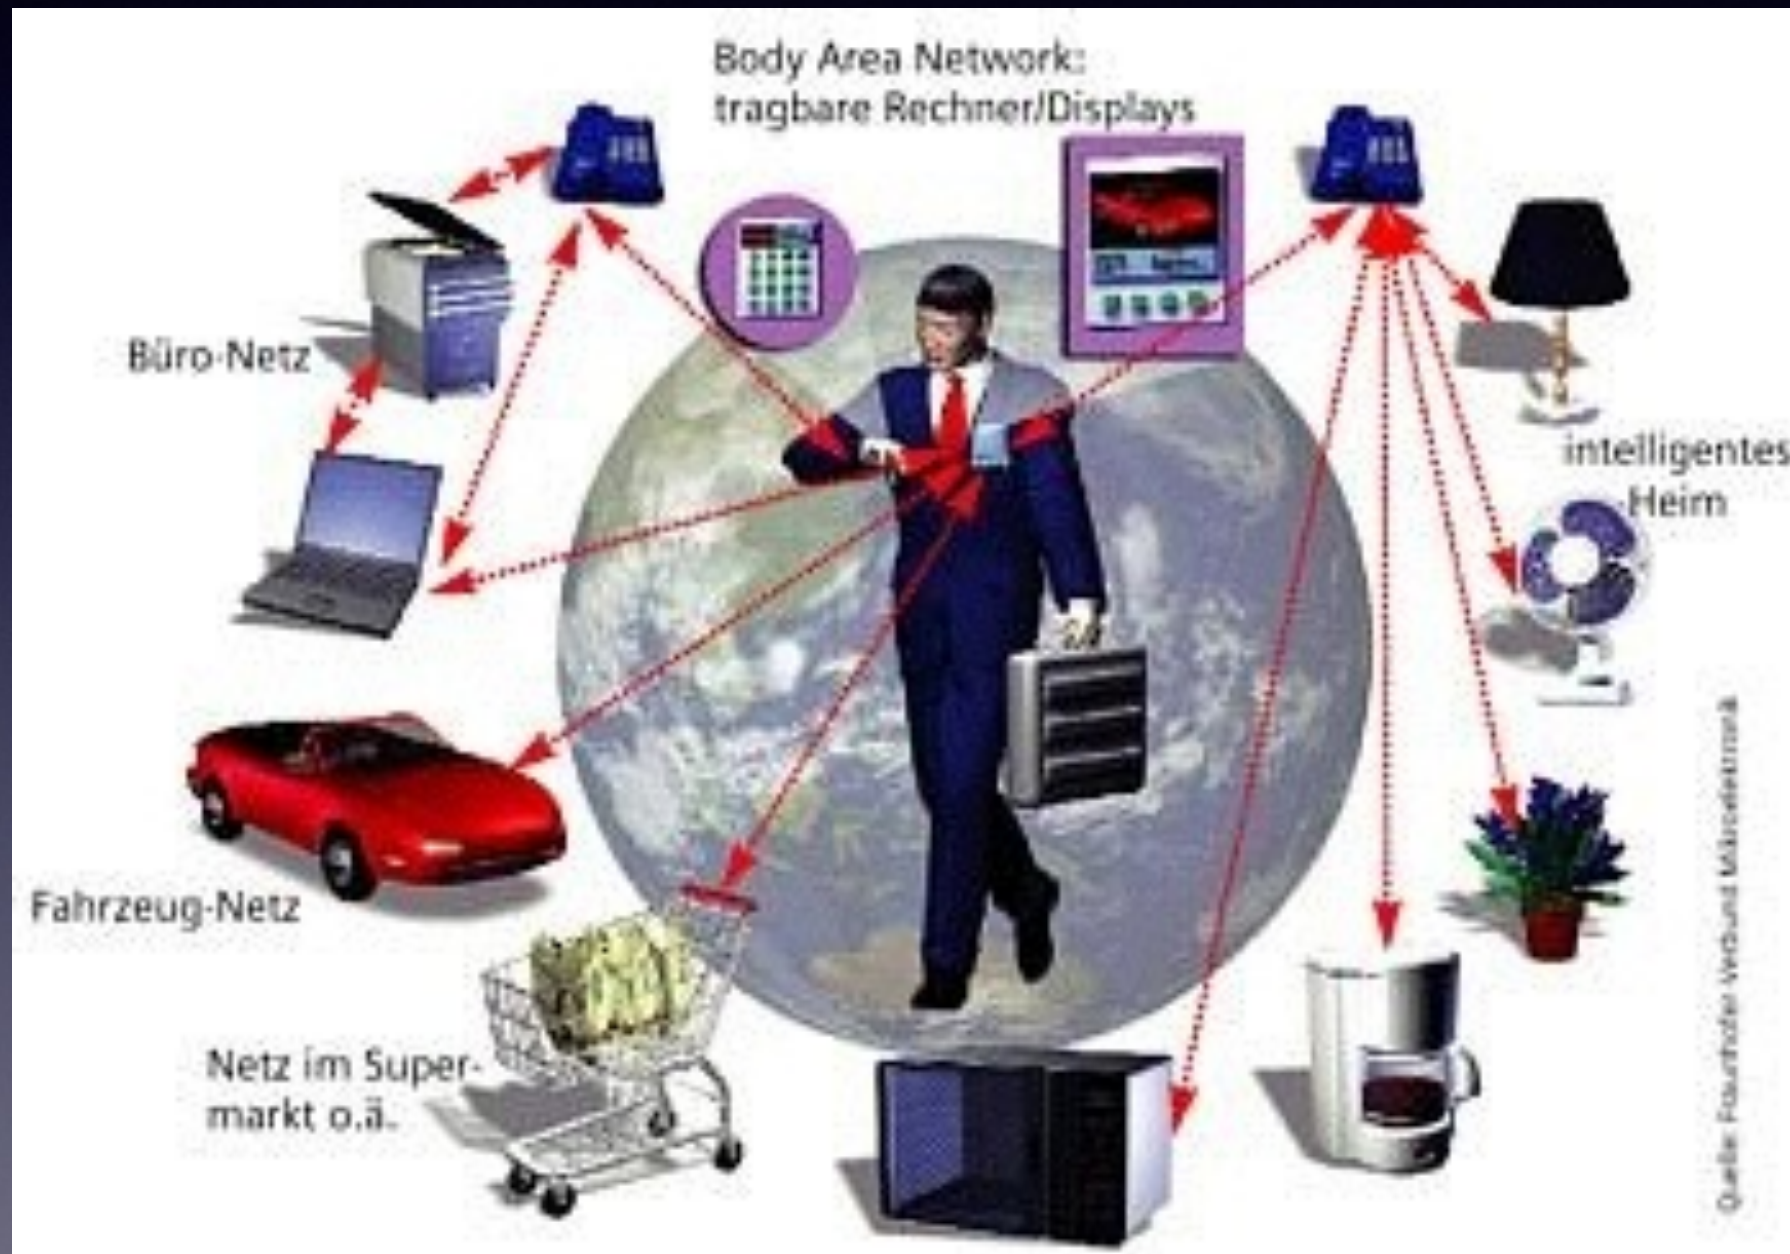 Body Area Network:
tragbare Rechner/Displays
Büro-Netz
intelligentes
Heim
Fahrzeug-Netz
Netz im Super-
markt o.ä.
Quelle: Fraunhofer Verbund Mikroelektronik